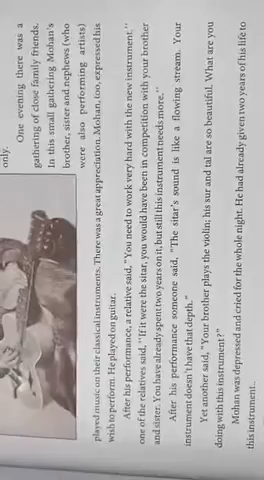 only.
One evening there was a
gathering of close family friends.
In this small gathering Mohan's
brother, sister and nephews (who
were also performing artists)
played music on their classical instruments. There was a great appreciation. Mohan, too, expressed his
wish to perform. He played on guitar.
After his performance, a relative said, "You need to work very hard with the new instrument."
one of the relatives said, "If it were the sitar, you would have been in competition with your brother
and sister. You have already spent two years on it, but still this instrument needs more."
After his performance someone said, "The sitar's sound is like a flowing stream. Your
instrument doesn't have that depth."
Yet another said, "Your brother plays the violin; his sur and tal are so beautiful. What are you
doing with this instrument?"
Mohan was depressed and cried for the whole night. He had already given two years of his life to
this instrument.